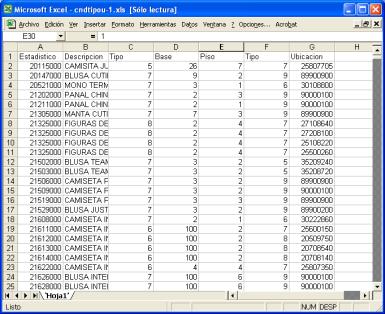 Microsoft Excel - cndtipou-1.xls [Sólo lectura]
Archivo Edición Ver Insertar Formato Herramientas Datos Ventana ? Opciones... Acrobat
E30 = 1
A B C D E F G H
1 Estadistico Descripcion Tipo Base Piso Tipo Ubicacion
2 20115000 CAMISITA JU 5 26 7 7 25807705
3 20147000 BLUSA CUTI 7 9 2 9 89900900
4 20521000 MONO TERM 7 3 1 6 30108800
5 21202000 PANAL CHIN 7 2 3 9 90000100
6 21211000 PANAL CHIN 7 2 1 9 90000100
7 21305000 MANTA CUTI 7 7 3 9 89900900
8 21325000 FIGURAS DE 8 2 4 7 27108640
9 21325000 FIGURAS DE 8 2 4 7 27208100
10 21325000 FIGURAS DE 8 2 4 7 25108220
11 21325000 FIGURAS DE 8 2 4 7 25500260
12 21502000 BLUSA TEAM 7 3 2 5 35209240
13 21503000 BLUSA TEAM 7 3 2 5 35208720
14 21509000 CAMISETA F 7 3 2 9 89900900
15 21509000 CAMISETA F 7 3 2 9 90000100
16 21519000 CAMISETA F 7 3 2 9 89900900
17 21529000 BLUSA JUST 7 3 2 9 89900200
18 21608000 CAMISETA IN 7 2 1 6 30222860
19 21611000 CAMISETA IN 6 100 2 7 25600150
20 21612000 CAMISETA IN 6 100 2 8 20509750
21 21614000 CAMISETA IN 6 100 2 8 20708540
22 21614000 CAMISETA IN 6 100 2 8 20708140
23 21622000 CAMISETA IN 6 4 4 7 25807350
24 21626000 BLUSA INTEI 7 100 6 9 90000100
25 21628000 BLUSA INTEI 7 100 6 9 90000100
Hoja1
Listo NUM DESP